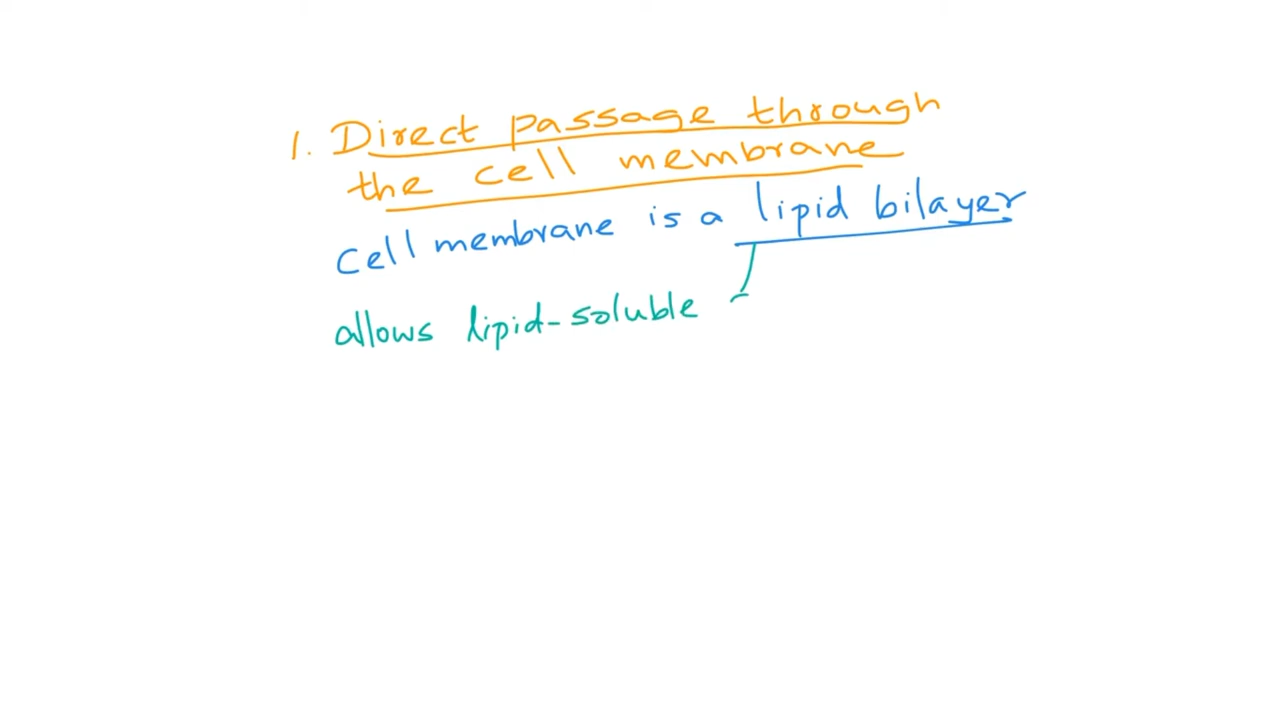 1. Direct passage through
the cell membrane
cell membrane is a lipid bilayer
allows lipid-soluble